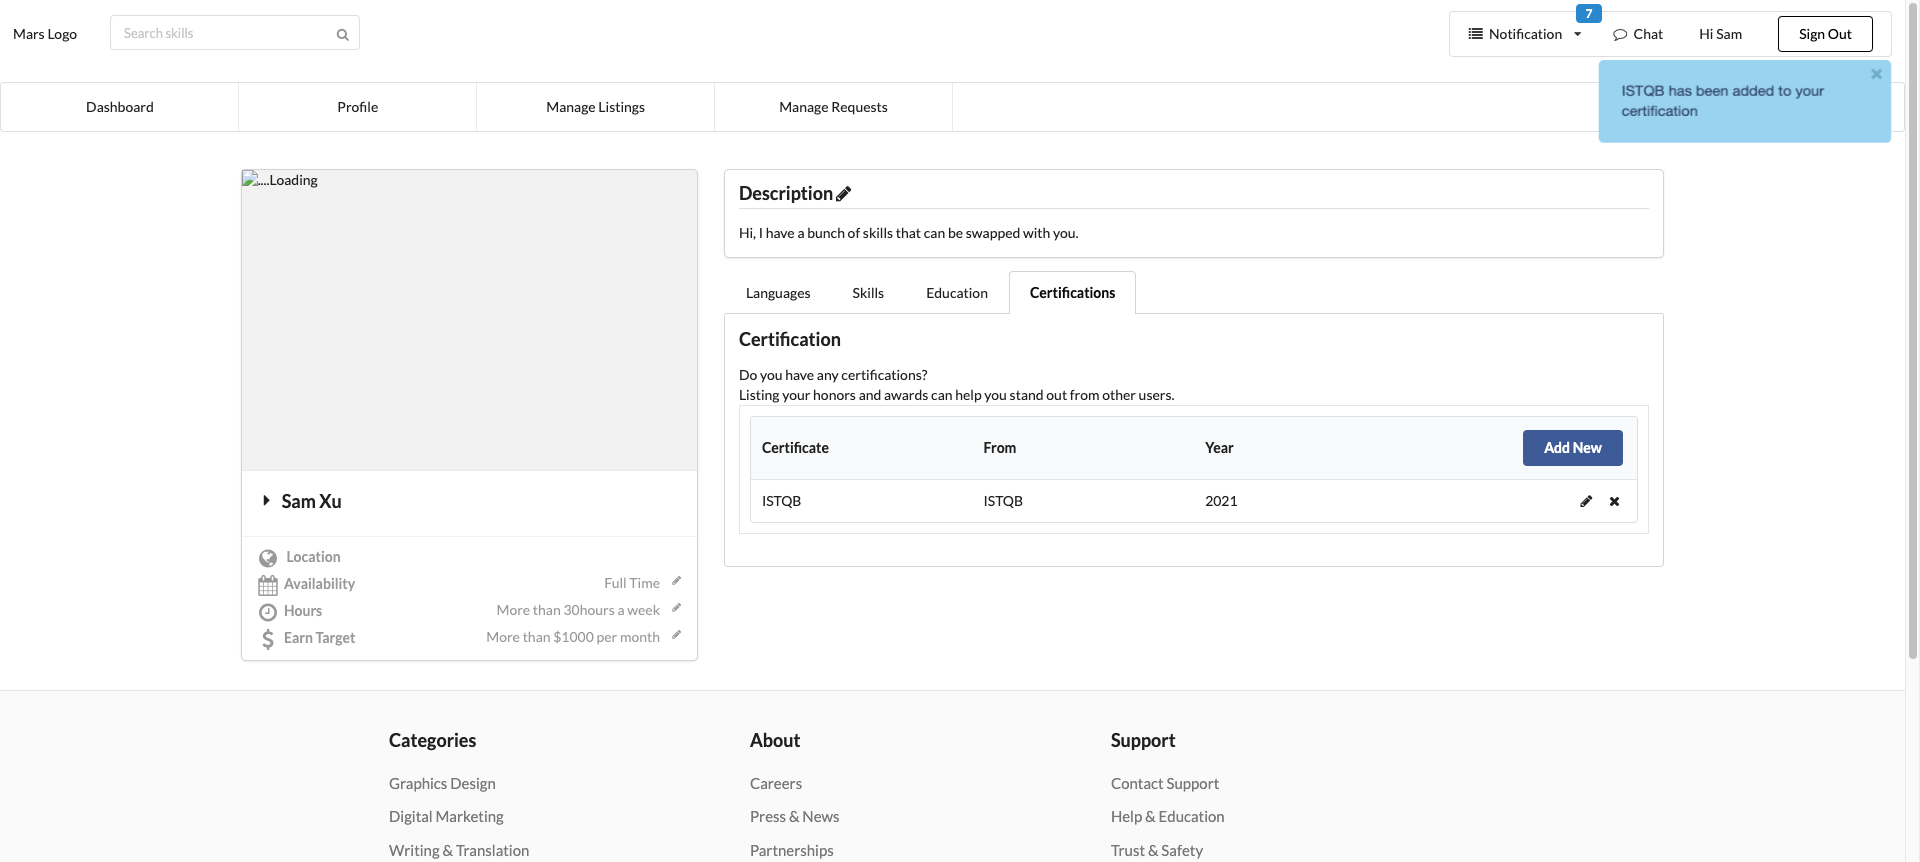 Mars Logo
Search skills
7
Notification
Chat
Hi Sam
Sign Out
ISTQB has been added to your
certification
Dashboard
Profile
Manage Listings
Manage Requests
....Loading
Sam Xu
Location
Availability
Full Time
Hours
More than 30hours a week
Earn Target
More than $1000 per month
Description
Hi, I have a bunch of skills that can be swapped with you.
Languages
Skills
Education
Certifications
Certification
Do you have any certifications?
Listing your honors and awards can help you stand out from other users.
Certificate
From
Year
Add New
ISTQB
ISTQB
2021
Categories
Graphics Design
Digital Marketing
Writing & Translation
About
Careers
Press & News
Partnerships
Support
Contact Support
Help & Education
Trust & Safety